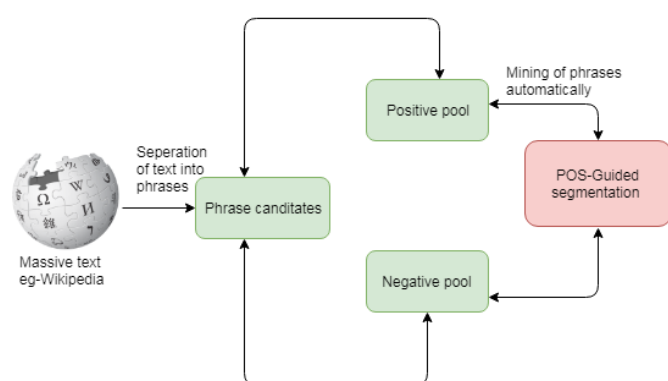 Mining of phrases
automatically
Positive pool
Seperation
of text into
phrases
POS-Guided
segmentation
Phrase canditates
Massive text
eg-Wikipedia
Negative pool